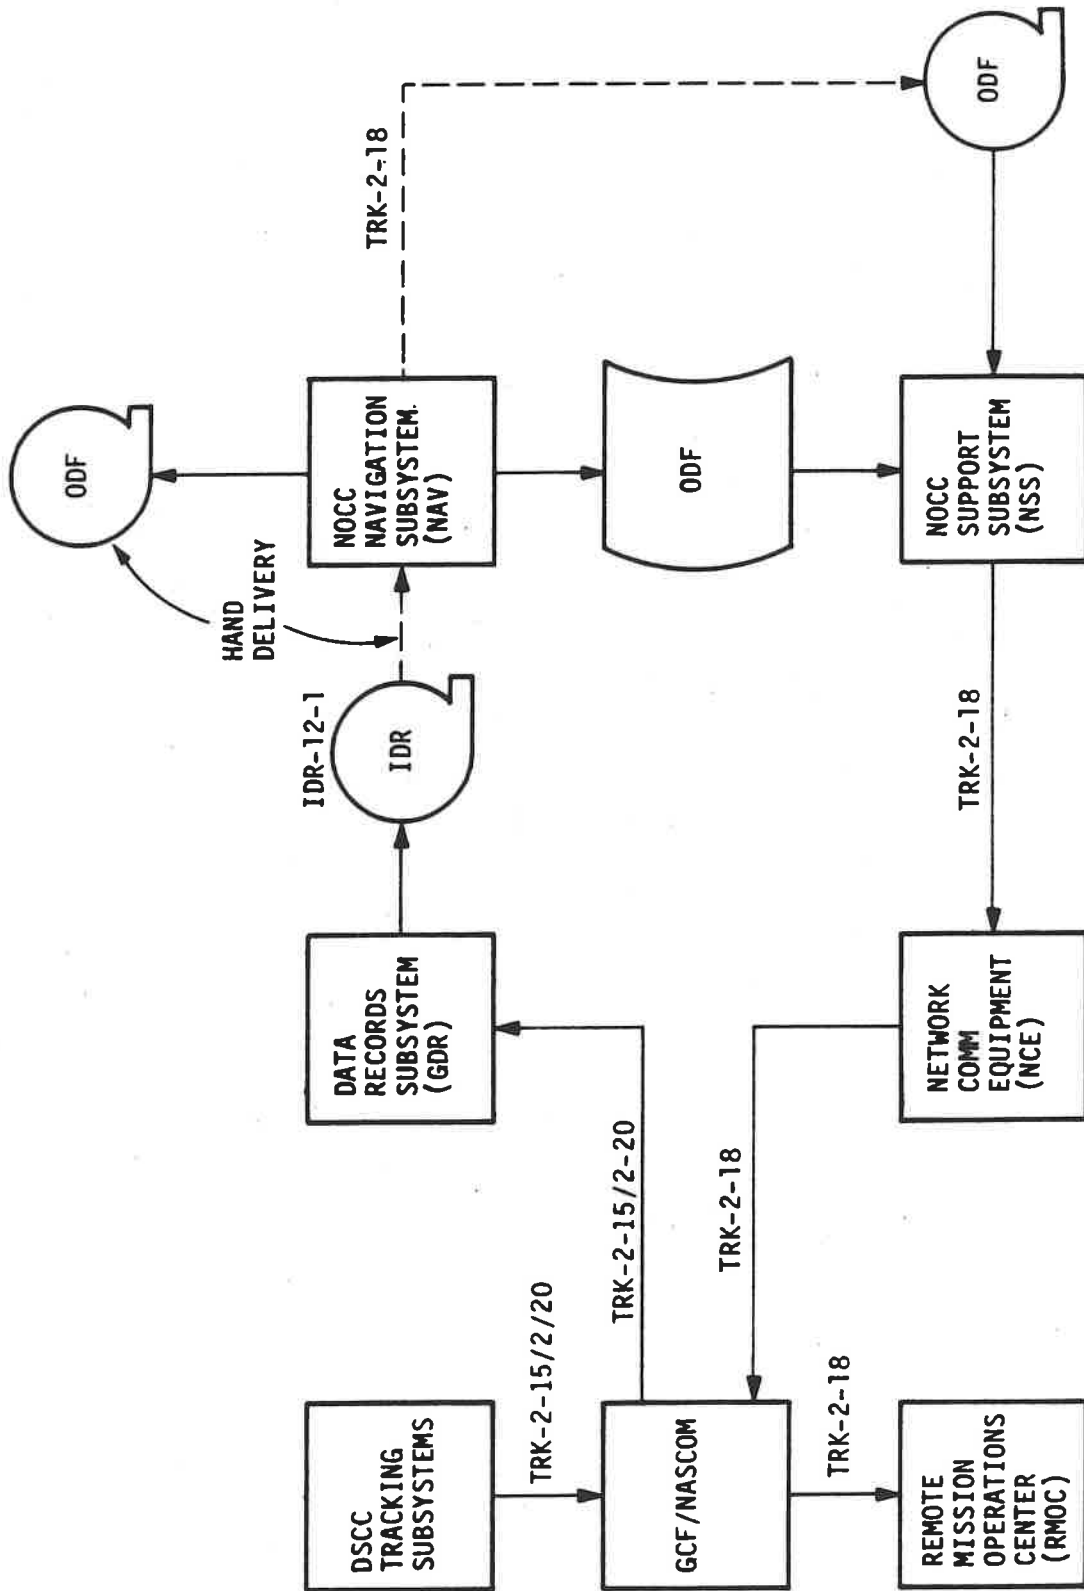 DSCC
TRACKING
SUBSYSTEMS
TRK-2-15/2/20
GCF/NASCOM
TRK-2-18
REMOTE
MISSION
OPERATIONS
CENTER
(RMOC)
TRK-2-15/2-20
TRK-2-18
DATA
RECORDS
SUBSYSTEM
(GDR)
NETWORK
COMM
EQUIPMENT
(NCE)
IDR-12-1
IDR
TRK-2-18
HAND
DELIVERY
ODF
NOCC
NAVIGATION
SUBSYSTEM.
(NAV)
ODF
NOCC
SUPPORT
SUBSYSTEM
(NSS)
TRK-2-18
ODF